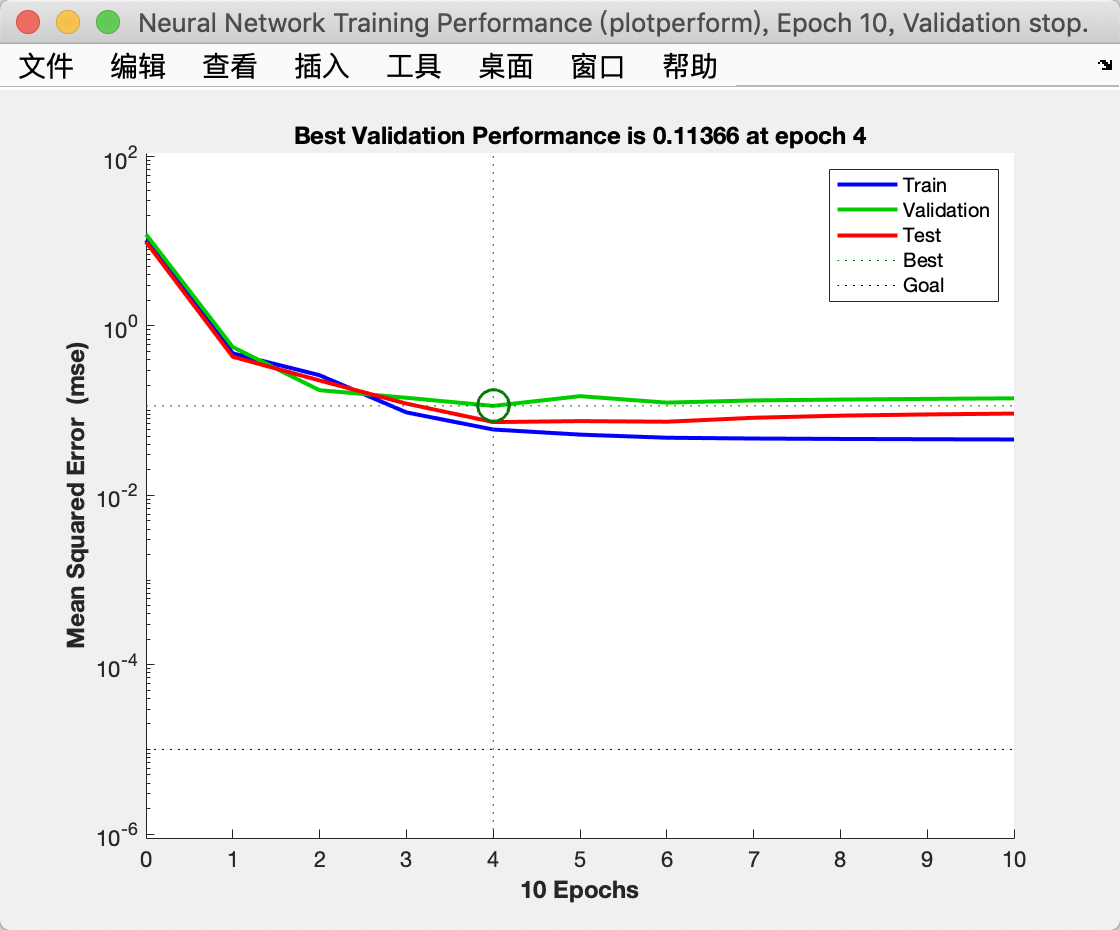 Neural Network Training Performance (plotperform), Epoch 10, Validation stop.
文件 编辑 查看 插入 工具 桌面 窗口 帮助
Best Validation Performance is 0.11366 at epoch 4
Train
Validation
Test
Best
Goal
Mean Squared Error (mse)
10^2
10^0
10^-2
10^-4
10^-6
0 1 2 3 4 5 6 7 8 9 10
10 Epochs